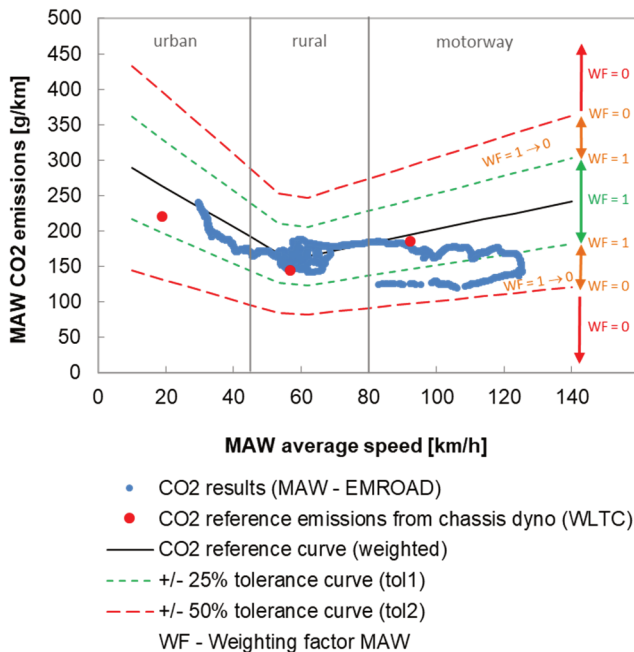 MAW CO2 emissions [g/km]
500
450
400
350
300
250
200
150
100
50
0
urban
rural
motorway
WF = 0
WF = 0
WF = 1 → 0
WF = 1
WF = 1
WF = 1
WF = 1 → 0
WF = 0
WF = 0
0 20 40 60 80 100 120 140
MAW average speed [km/h]
CO2 results (MAW - EMROAD)
CO2 reference emissions from chassis dyno (WLTC)
CO2 reference curve (weighted)
+/- 25% tolerance curve (tol1)
+/- 50% tolerance curve (tol2)
WF - Weighting factor MAW